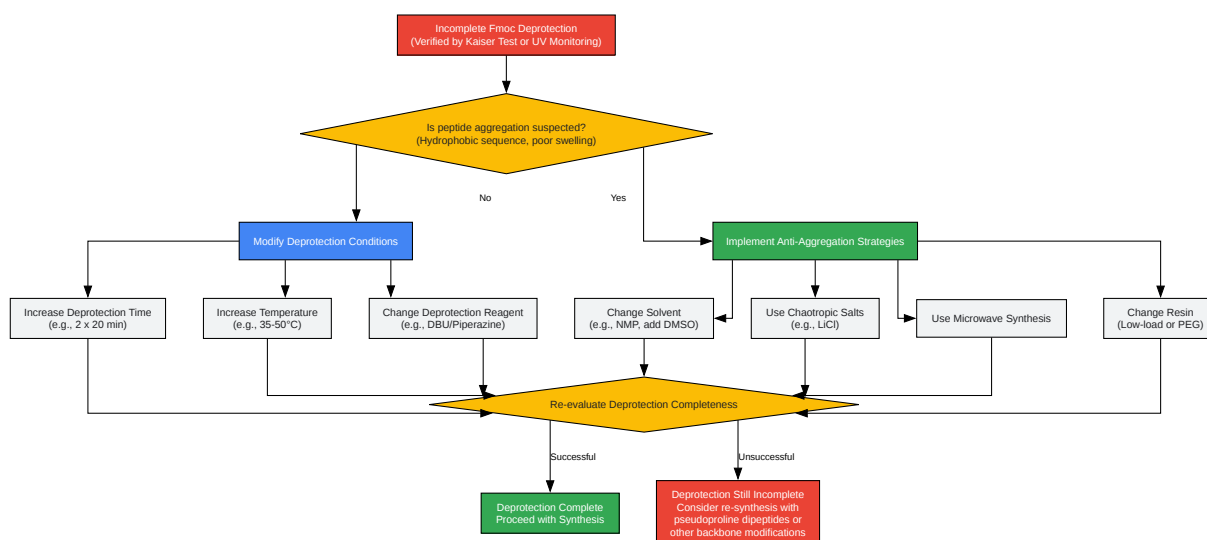 Incomplete Fmoc Deprotection
(Verified by Kaiser Test or UV Monitoring)
Is peptide aggregation suspected?
(Hydrophobic sequence, poor swelling)
No
Yes
Modify Deprotection Conditions
Implement Anti-Aggregation Strategies
Increase Deprotection Time
(e.g., 2 x 20 min)
Increase Temperature
(e.g., 35-50°C)
Change Deprotection Reagent
(e.g., DBU/Piperazine)
Change Solvent
(e.g., NMP, add DMSO)
Use Chaotropic Salts
(e.g., LiCl)
Use Microwave Synthesis
Change Resin
(Low-load or PEG)
Re-evaluate Deprotection Completeness
Successful
Unsuccessful
Deprotection Complete
Proceed with Synthesis
Deprotection Still Incomplete
Consider re-synthesis with
pseudoproline dipeptides or
other backbone modifications